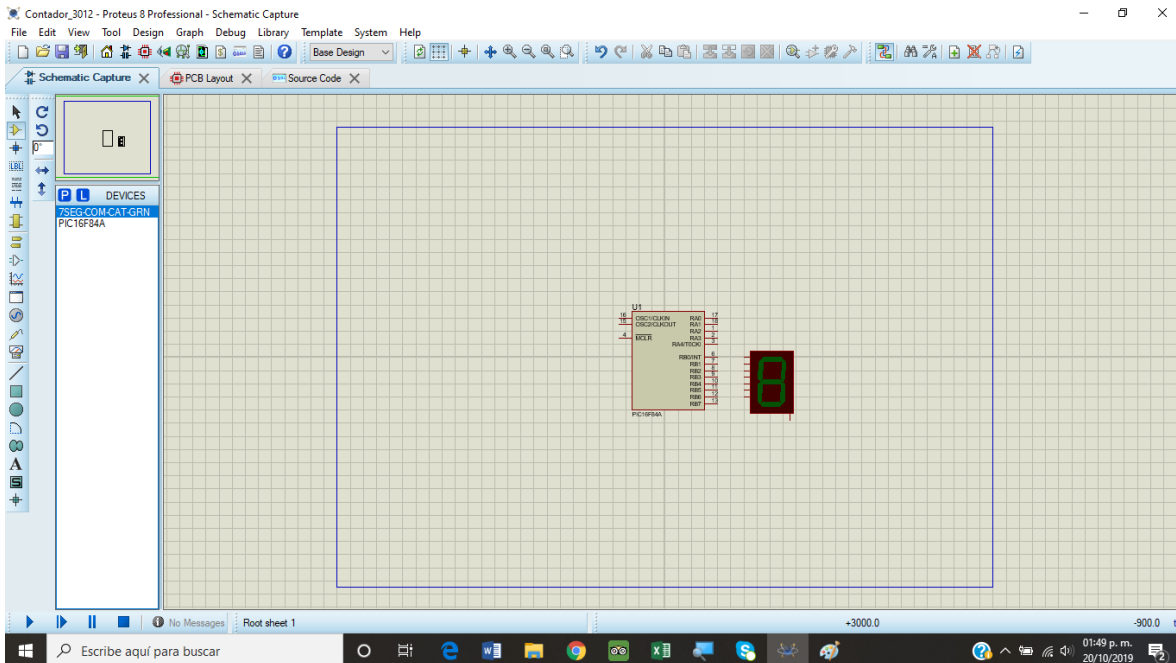 Contador_3012 - Proteus 8 Professional - Schematic Capture
File Edit View Tool Design Graph Debug Library Template System Help
Base Design
Schematic Capture
PCB Layout
Source Code
0°
LBL
P L DEVICES
7SEG-COM-CAT-GRN
PIC16F84A
A
S
U1
16 OSC1/CLKIN RA0 17
15 OSC2/CLKOUT RA1 18
RA2 1
4 MCLR RA3 2
RA4/T0CKI 3
RB0/INT 6
RB1 7
RB2 8
RB3 9
RB4 10
RB5 11
RB6 12
RB7 13
PIC16F84A
No Messages
Root sheet 1
+3000.0
-900.0
Escribe aquí para buscar
01:49 p. m.
20/10/2019
2